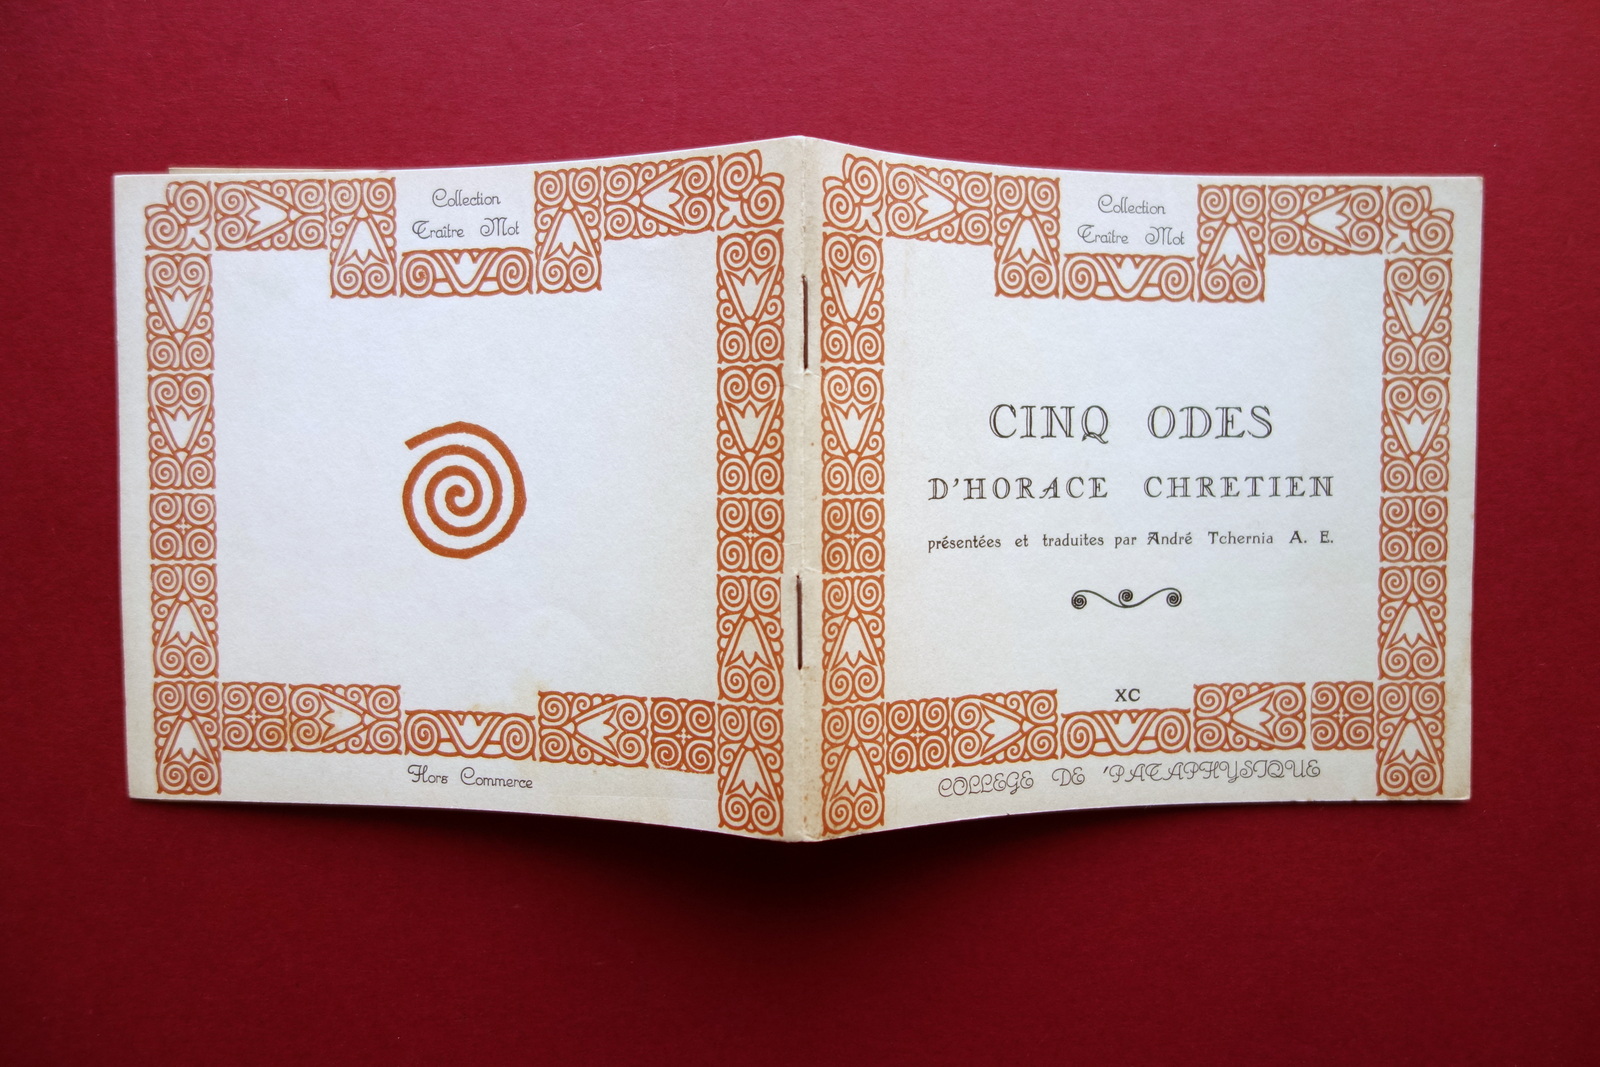 Collection
Traître Mot
Hors Commerce
Collection
Traître Mot
CINQ ODES
D'HORACE CHRETIEN
présentées et traduites par André Tchernia A. E.
XC
COLLEGE DE 'PATAPHYSIQUE